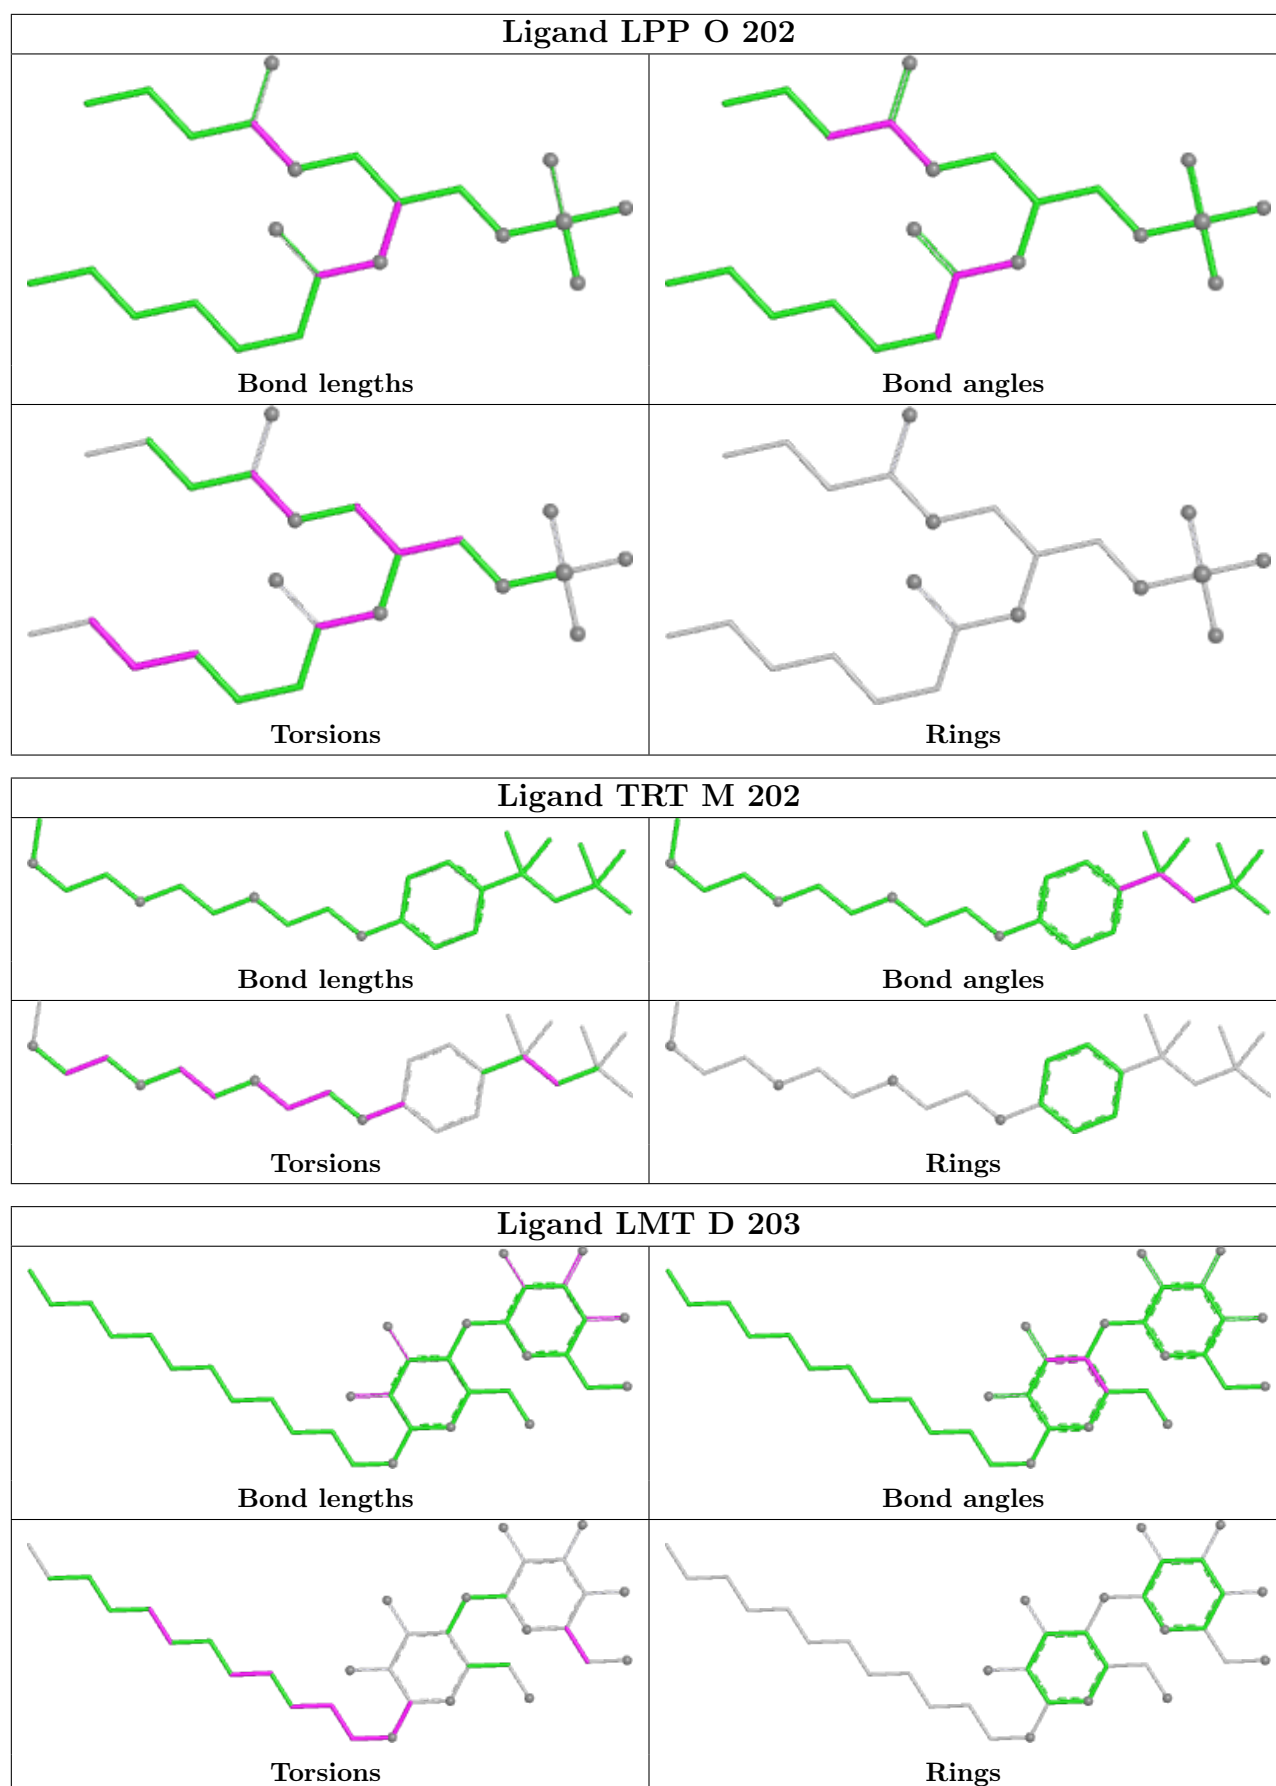 Ligand LPP O 202
Bond lengths
Bond angles
Torsions
Rings
Ligand TRT M 202
Bond lengths
Bond angles
Torsions
Rings
Ligand LMT D 203
Bond lengths
Bond angles
Torsions
Rings